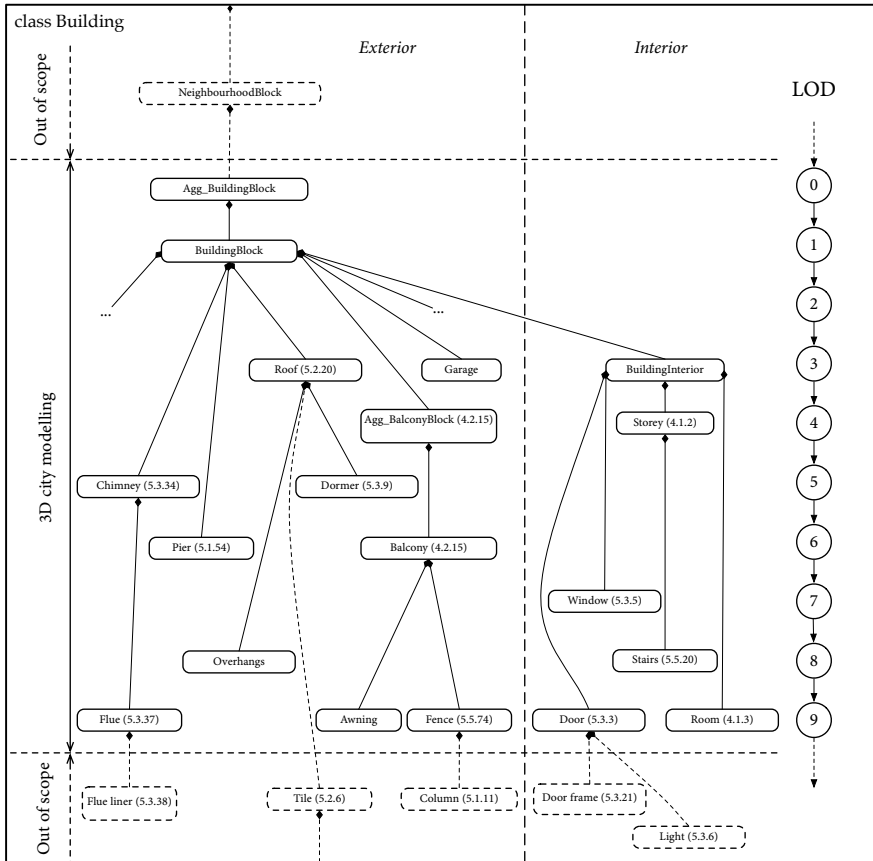 class Building
Exterior
Interior
Out of scope
NeighbourhoodBlock
LOD
3D city modelling
Agg_BuildingBlock
0
BuildingBlock
1
...
...
2
Roof (5.2.20)
Garage
BuildingInterior
3
Agg_BalconyBlock (4.2.15)
Storey (4.1.2)
4
Chimney (5.3.34)
Dormer (5.3.9)
5
Pier (5.1.54)
Balcony (4.2.15)
6
Window (5.3.5)
7
Overhangs
Stairs (5.5.20)
8
Flue (5.3.37)
Awning
Fence (5.5.74)
Door (5.3.3)
Room (4.1.3)
9
Out of scope
Flue liner (5.3.38)
Tile (5.2.6)
Column (5.1.11)
Door frame (5.3.21)
Light (5.3.6)